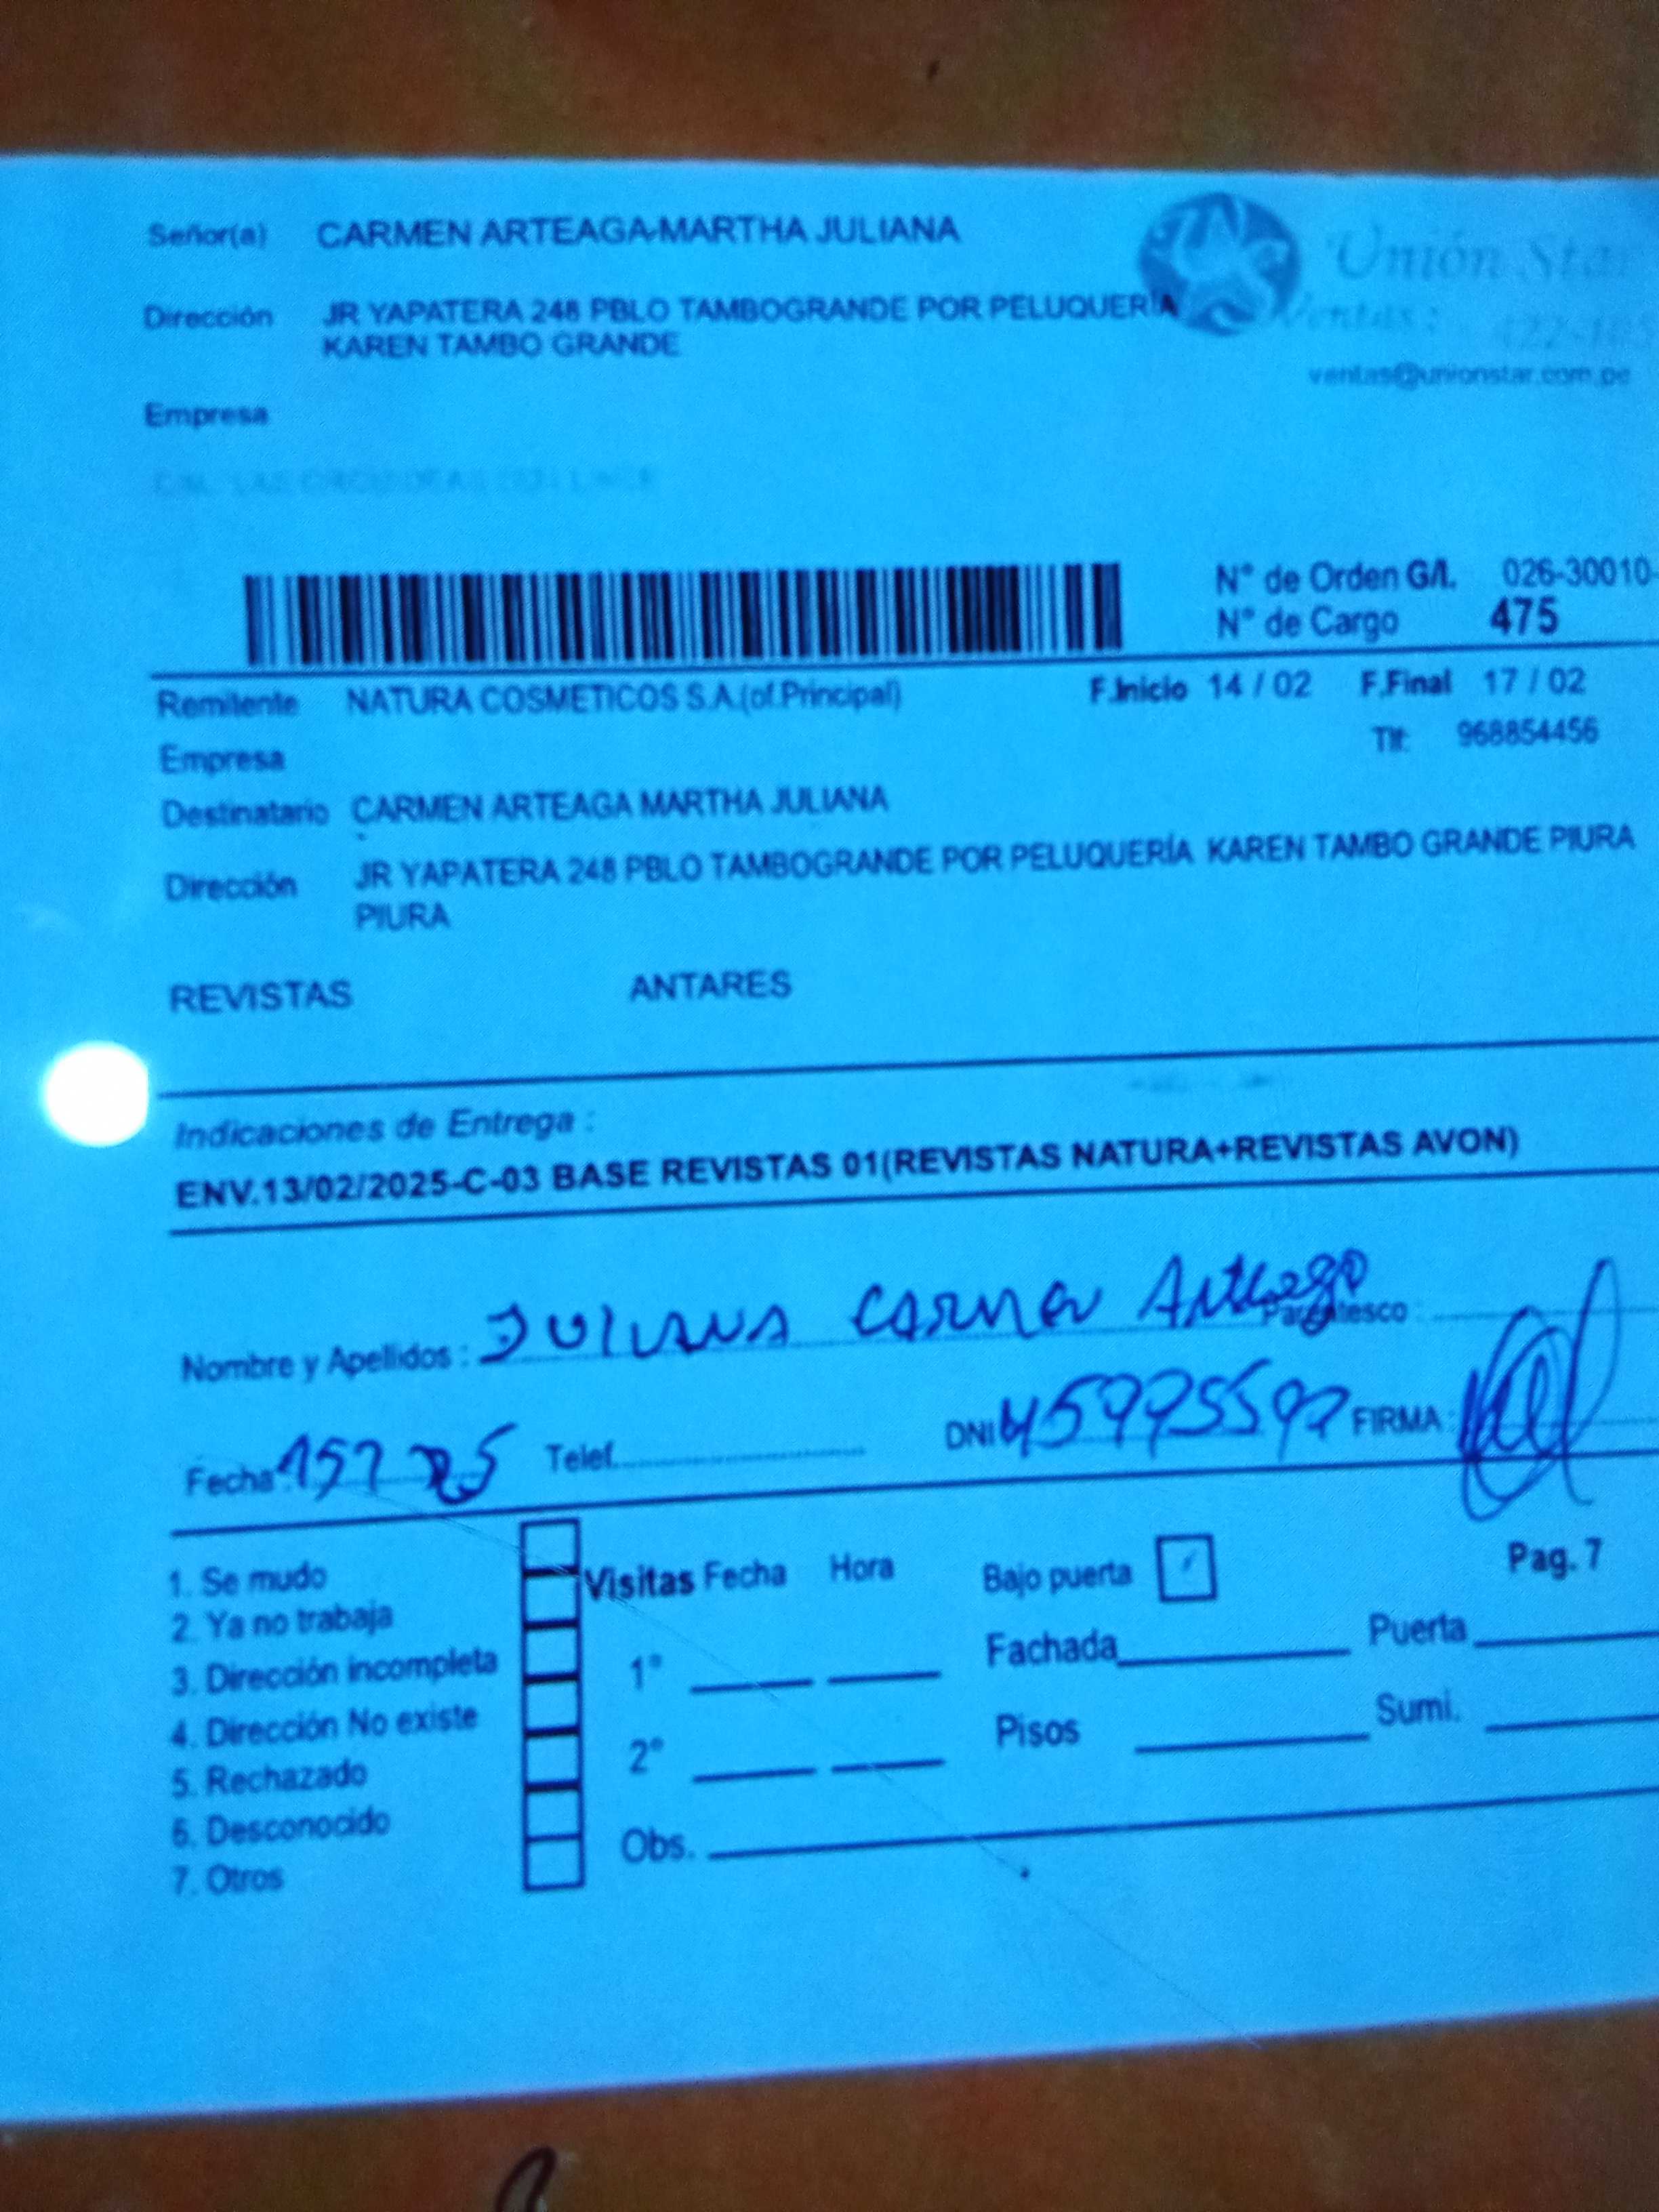 Señor(a) CARMEN ARTEAGA-MARTHA JULIANA
Unión Star
Dirección JR YAPATERA 248 PBLO TAMBOGRANDE POR PELUQUERÍA
KAREN TAMBO GRANDE
Ventas :
ventas@unionstar.com.pe
Empresa
N° de Orden G/I. 026-30010-
N° de Cargo 475
Remitente NATURA COSMETICOS S.A.(of.Principal) F.Inicio 14 / 02 F.Final 17 / 02
Empresa Tlf: 968854456
Destinatario CARMEN ARTEAGA MARTHA JULIANA
Dirección JR YAPATERA 248 PBLO TAMBOGRANDE POR PELUQUERÍA KAREN TAMBO GRANDE PIURA
PIURA
REVISTAS ANTARES
Indicaciones de Entrega :
ENV.13/02/2025-C-03 BASE REVISTAS 01(REVISTAS NATURA+REVISTAS AVON)
Nombre y Apellidos : JULIANA CARMEN Arteaga Parentesco :
Fecha: Telef. DNI FIRMA :
1. Se mudo
2. Ya no trabaja
3. Dirección incompleta
4. Dirección No existe
5. Rechazado
6. Desconocido
7. Otros
Visitas Fecha Hora
1°
2°
Obs.
Bajo puerta Pag. 7
Fachada Puerta
Pisos Sumi.